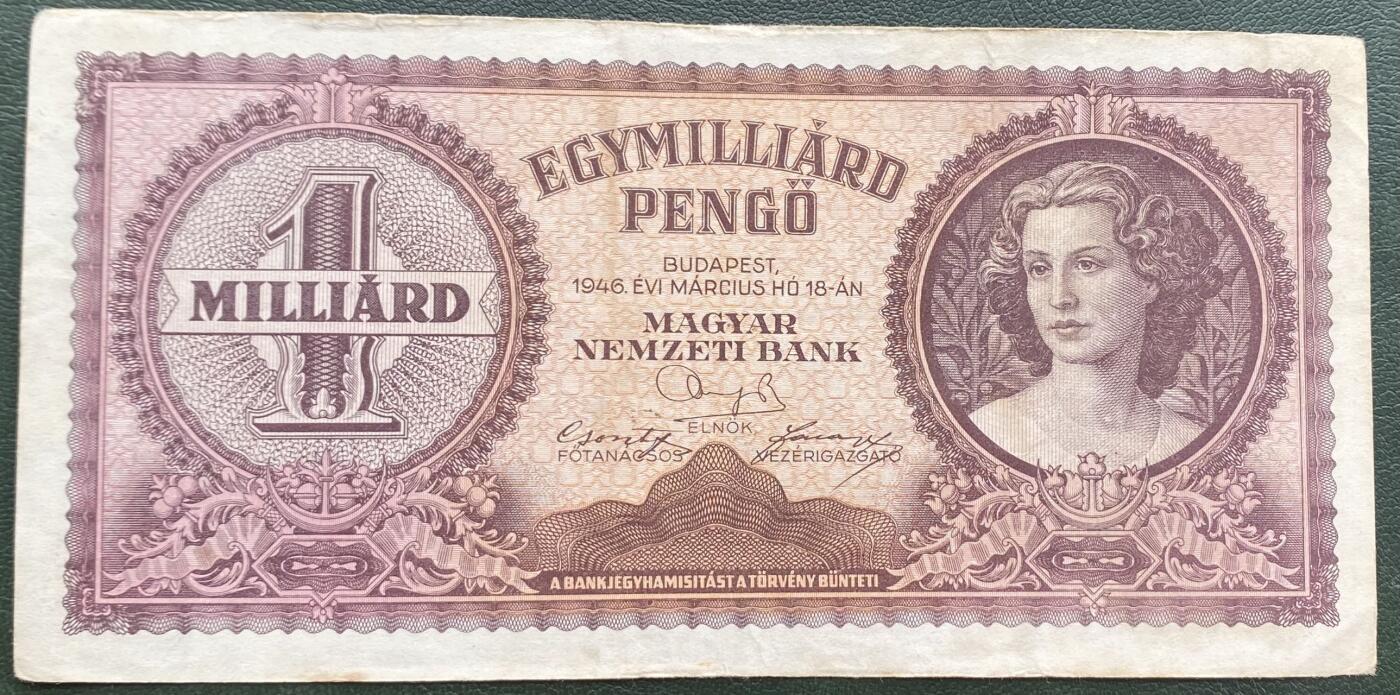 1
MILLIÁRD
EGYMILLIÁRD
PENGŐ
BUDAPEST,
1946. ÉVI MÁRCIUS HÓ 18-ÁN
MAGYAR
NEMZETI BANK
ELNÖK
FŐTANÁCSOS VEZÉRIGAZGATÓ
A BANKJEGYHAMISITÁST A TÖRVÉNY BÜNTETI